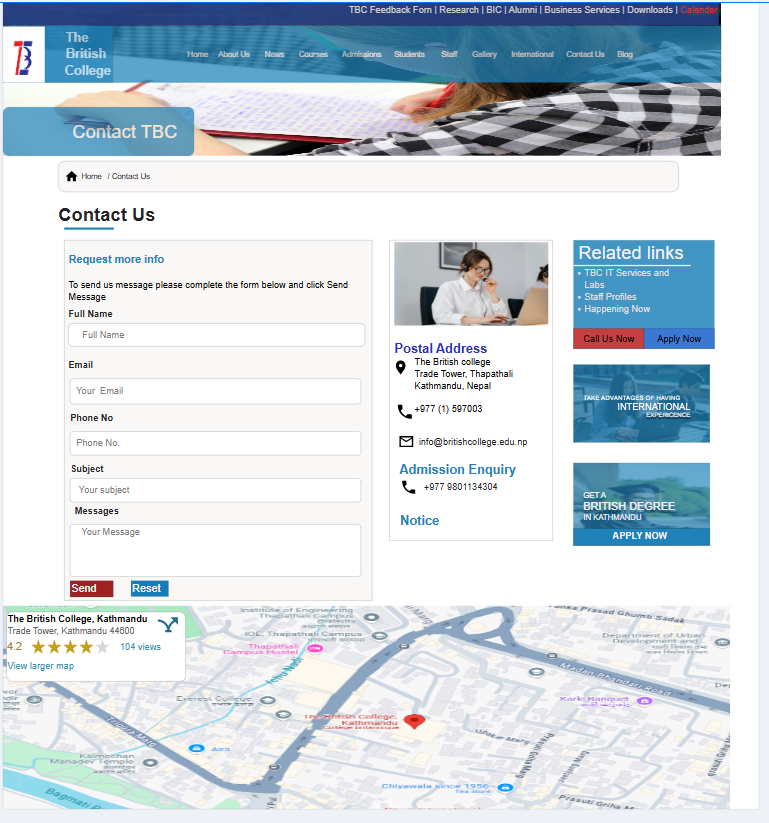 TBC Feedback Forn | Research | BIC | Alumni | Business Services | Downloads | Calender
The
British
College
Home About Us News Courses Admissions Students Staff Gallery International Contact Us Blog
Contact TBC
Home / Contact Us
Contact Us
Request more info
To send us message please complete the form below and click Send
Message
Full Name
Full Name
Email
Your Email
Phone No
Phone No.
Subject
Your subject
Messages
Your Message
Send Reset
Postal Address
The British college
Trade Tower, Thapathali
Kathmandu, Nepal
+977 (1) 597003
info@britishcollege.edu.np
Admission Enquiry
+977 9801134304
Notice
Related links
• TBC IT Services and
Labs
• Staff Profiles
• Happening Now
Call Us Now Apply Now
TAKE ADVANTAGES OF HAVING
INTERNATIONAL
EXPERICENCE
GET A
BRITISH DEGREE
IN KATHMANDU
APPLY NOW
The British College, Kathmandu
Trade Tower, Kathmandu 44600
4.2 104 views
View larger map
Institute of Engineering
Thapathali Campus
IOE, Thapathali Campus
Thapathali
Campus Hostel
Ichu Nadi
Everest College
The British College,
Kathmandu
Tripura Marg
Kalmochan
Manadev Temple
Bagmati
Chiyawala since 1956
Karki Banquet
Madan Bhandari Road
Department of Urban
Development and
Prasuti Griha